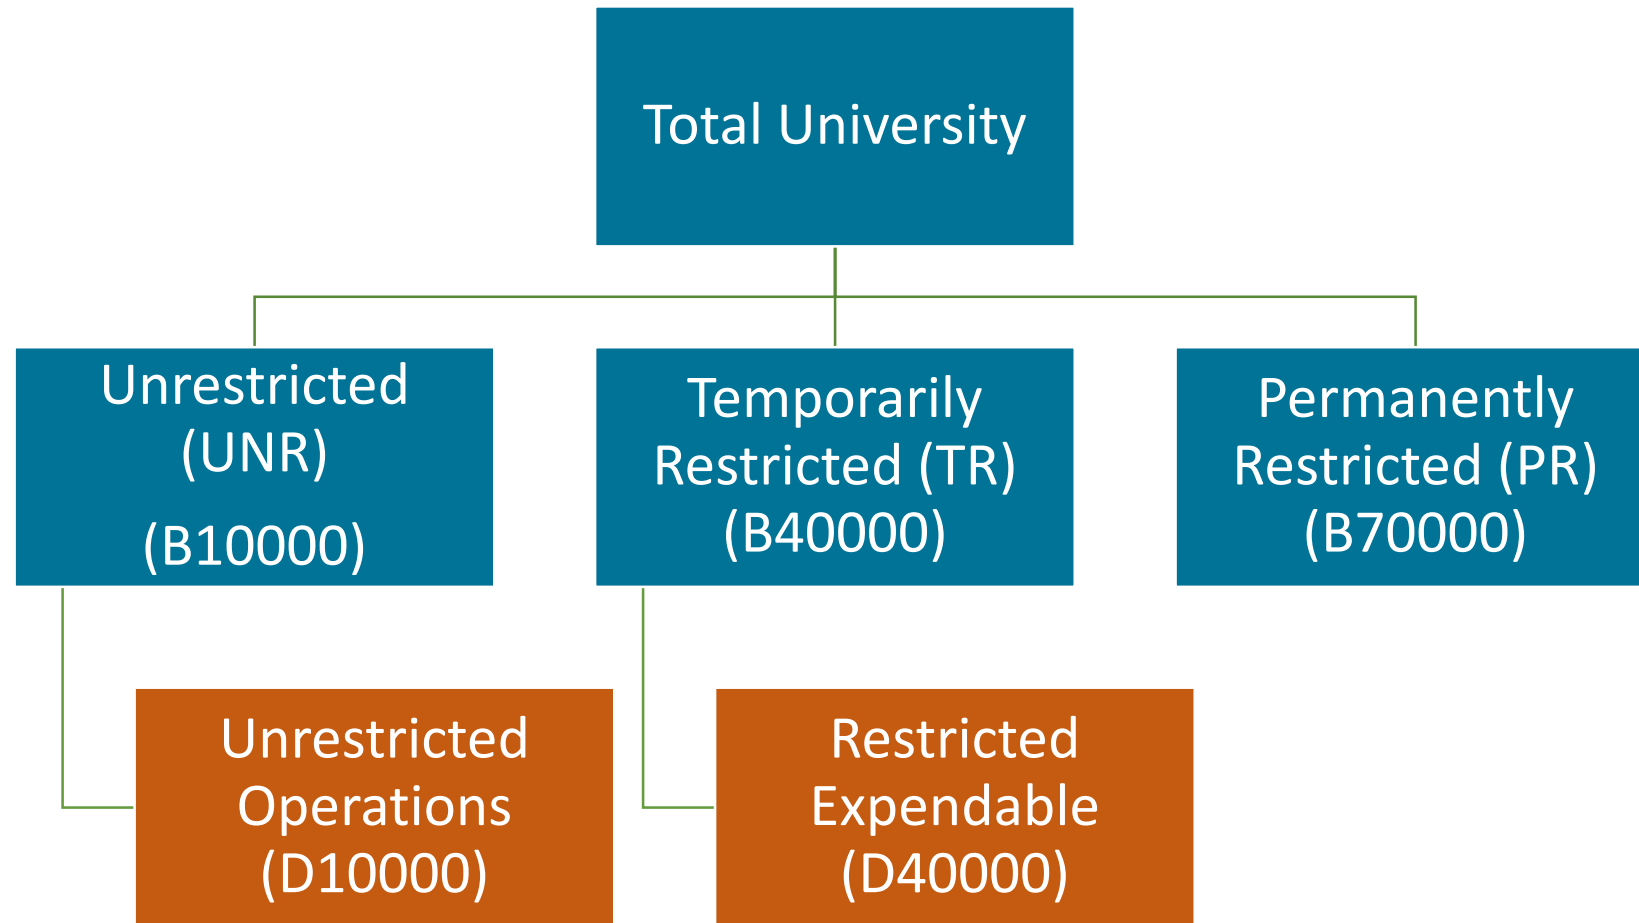 Total University
Unrestricted
(UNR)
(B10000)
Temporarily
Restricted (TR)
(B40000)
Permanently
Restricted (PR)
(B70000)
Unrestricted
Operations
(D10000)
Restricted
Expendable
(D40000)